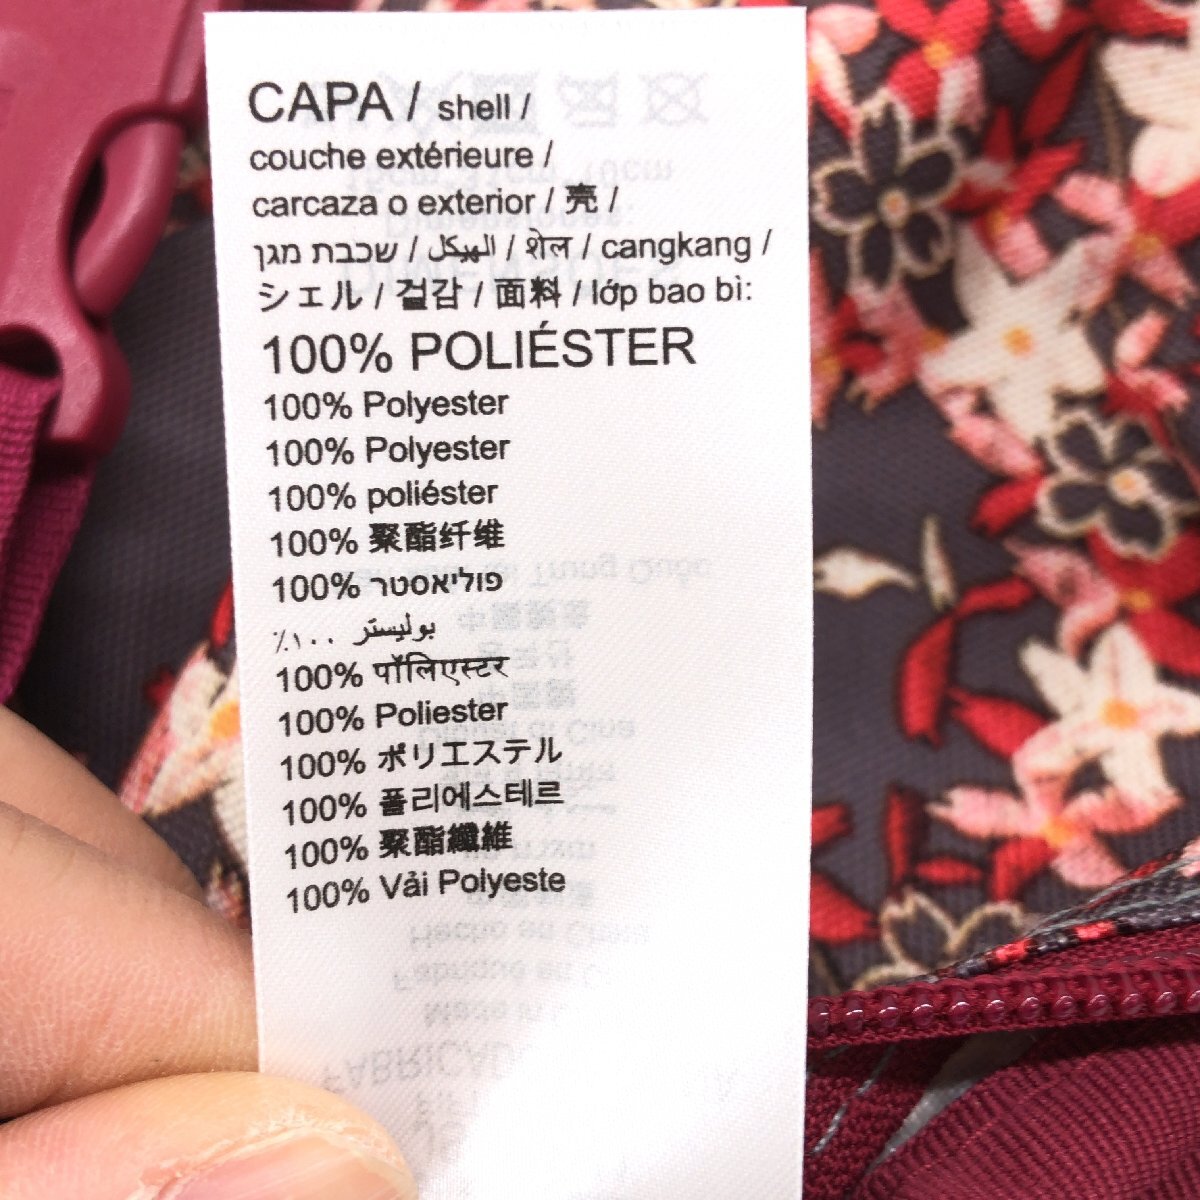 CAPA / shell /
couche extérieure /
carcaza o exterior / 壳 /
שכבת מגן / الهيكل / शेल / cangkang /
シェル / 걸감 / 面料 / lớp bao bì:
100% POLIÉSTER
100% Polyester
100% Polyester
100% poliéster
100% 聚酯纤维
100% פוליאסטר
بوليستر ١٠٠٪
100% पॉलिएस्टर
100% Poliester
100% ポリエステル
100% 폴리에스테르
100% 聚酯纖維
100% Vải Polyeste